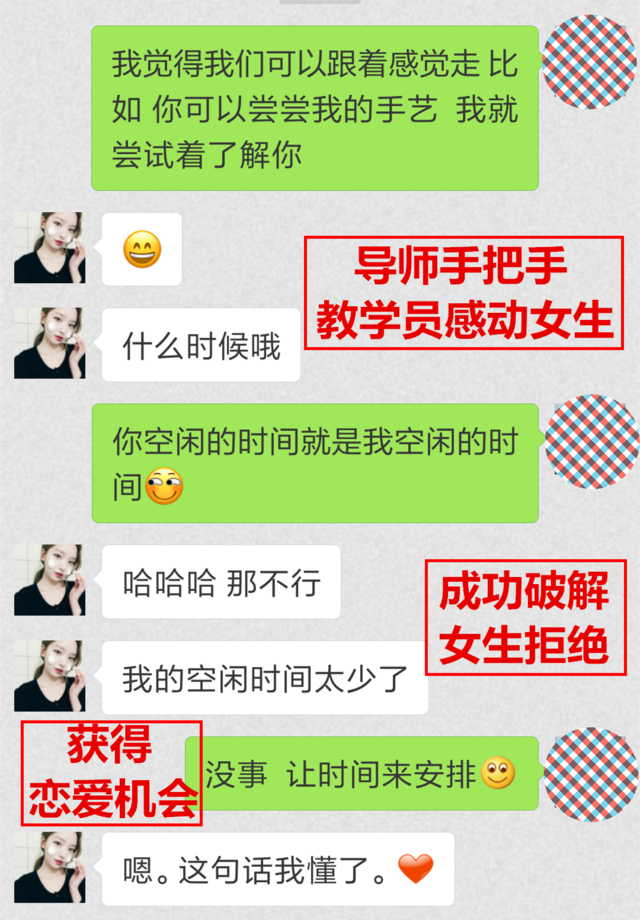 我觉得我们可以跟着感觉走 比
如 你可以尝尝我的手艺 我就
尝试着了解你
😄
导师手把手
教学员感动女生
什么时候哦
你空闲的时间就是我空闲的时
间
哈哈哈 那不行
成功破解
女生拒绝
我的空闲时间太少了
获得
恋爱机会
没事 让时间来安排
嗯。这句话我懂了。❤️